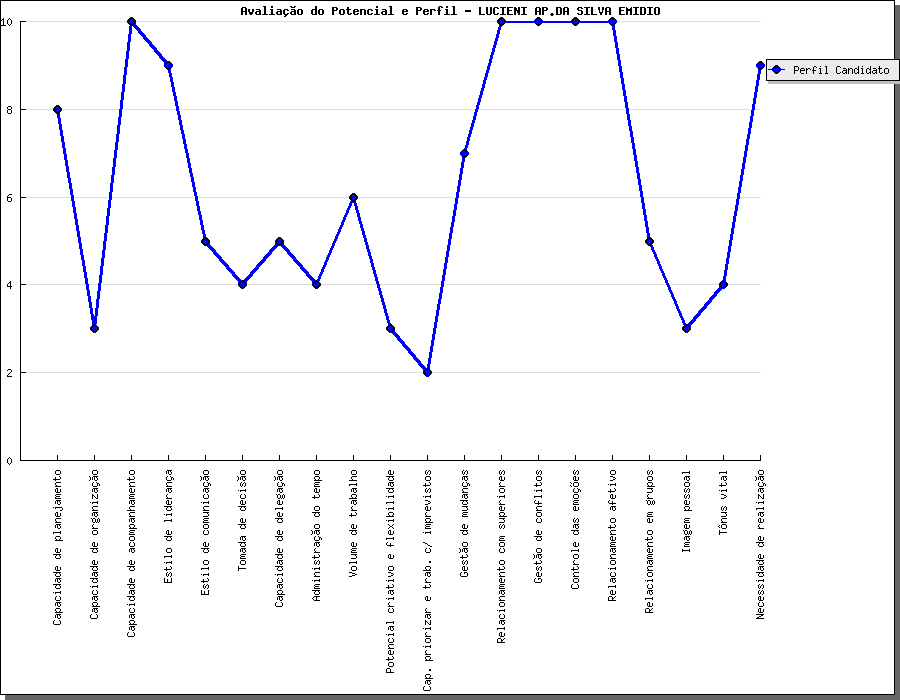 Avaliação do Potencial e Perfil - LUCIENI AP.DA SILVA EMIDIO
10
8
6
4
2
0
Perfil Candidato
Capacidade de planejamento
Capacidade de organização
Capacidade de acompanhamento
Estilo de liderança
Estilo de comunicação
Tomada de decisão
Capacidade de delegação
Administração do tempo
Volume de trabalho
Potencial criativo e flexibilidade
Cap. priorizar e trab. c/ imprevistos
Gestão de mudanças
Relacionamento com superiores
Gestão de conflitos
Controle das emoções
Relacionamento afetivo
Relacionamento em grupos
Imagem pessoal
Tônus vital
Necessidade de realização